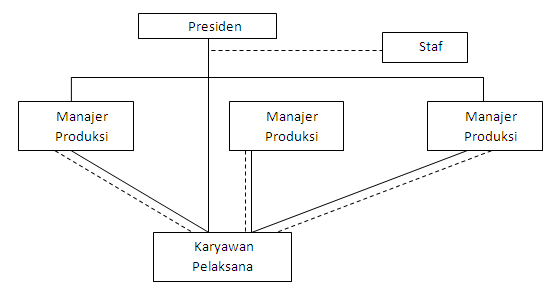 Presiden
Staf
Manajer
Produksi
Manajer
Produksi
Manajer
Produksi
Karyawan
Pelaksana